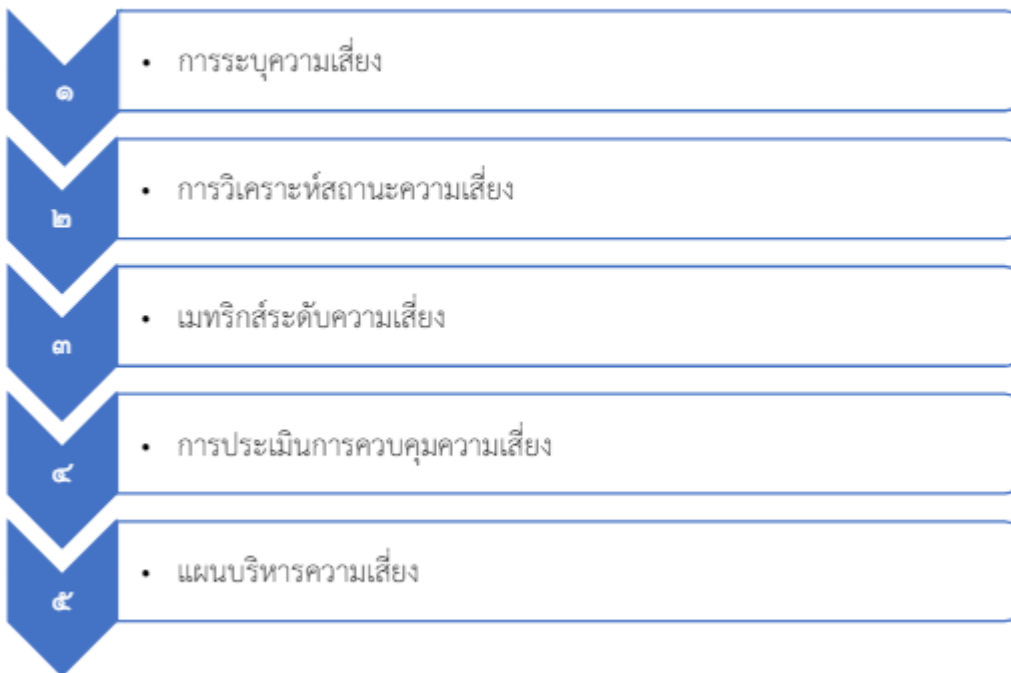 ๑
• การระบุความเสี่ยง
๒
• การวิเคราะห์สถานะความเสี่ยง
๓
• เมทริกส์ระดับความเสี่ยง
๔
• การประเมินการควบคุมความเสี่ยง
๕
• แผนบริหารความเสี่ยง